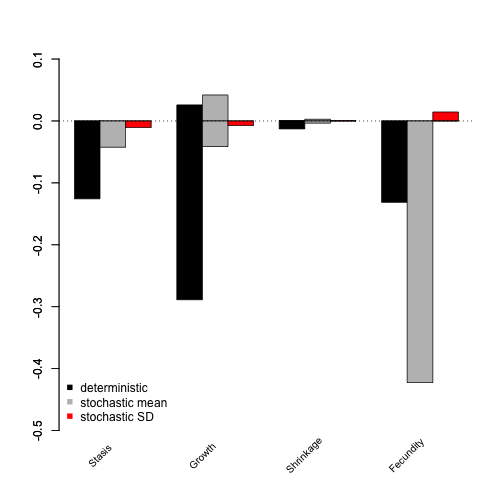 0.1
0.0
-0.1
-0.2
-0.3
-0.4
-0.5
deterministic
stochastic mean
stochastic SD
Stasis
Growth
Shrinkage
Fecundity